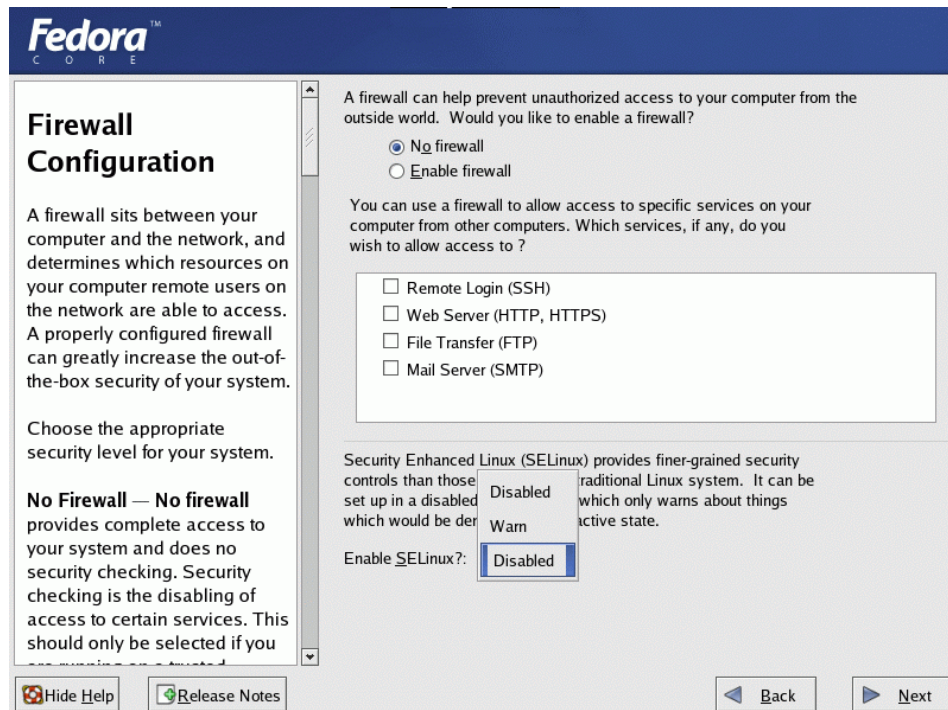 Fedora™
CORE
Firewall
Configuration
A firewall sits between your
computer and the network, and
determines which resources on
your computer remote users on
the network are able to access.
A properly configured firewall
can greatly increase the out-of-
the-box security of your system.
Choose the appropriate
security level for your system.
No Firewall — No firewall
provides complete access to
your system and does no
security checking. Security
checking is the disabling of
access to certain services. This
should only be selected if you
Hide Help
Release Notes
A firewall can help prevent unauthorized access to your computer from the
outside world. Would you like to enable a firewall?
No firewall
Enable firewall
You can use a firewall to allow access to specific services on your
computer from other computers. Which services, if any, do you
wish to allow access to ?
Remote Login (SSH)
Web Server (HTTP, HTTPS)
File Transfer (FTP)
Mail Server (SMTP)
Security Enhanced Linux (SELinux) provides finer-grained security
controls than those raditional Linux system. It can be
set up in a disabled which only warns about things
which would be der active state.
Disabled
Warn
Enable SELinux?: Disabled
Back
Next